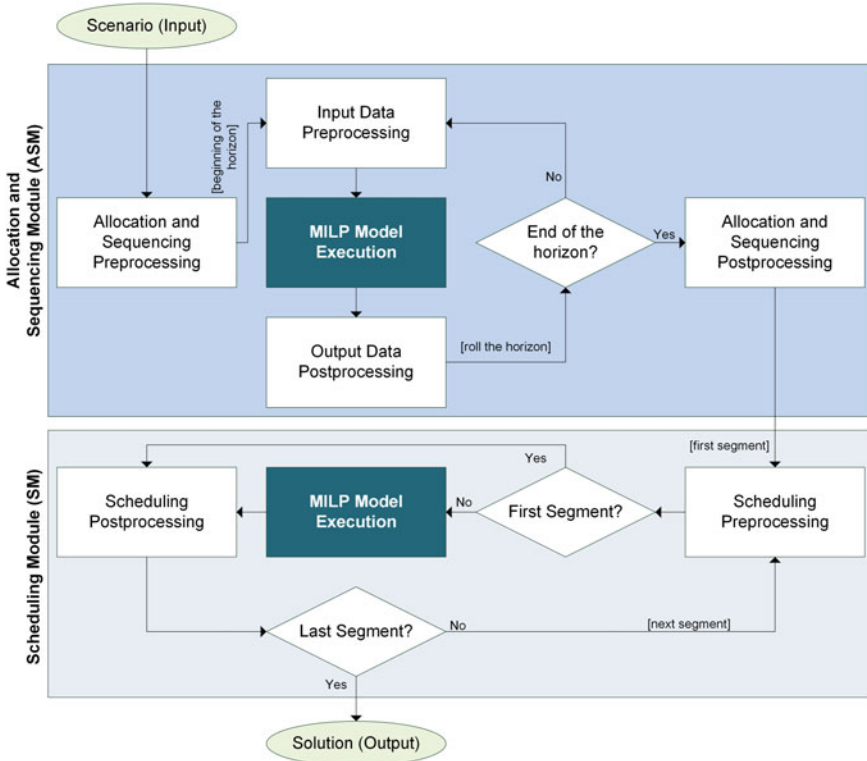 Scenario (Input)
Allocation and
Sequencing Module (ASM)
Allocation and
Sequencing
Preprocessing
[beginning of the
horizon]
Input Data
Preprocessing
MILP Model
Execution
Output Data
Postprocessing
[roll the horizon]
No
End of the
horizon?
Yes
Allocation and
Sequencing
Postprocessing
Scheduling Module (SM)
[first segment]
Scheduling
Preprocessing
First Segment?
Yes
No
MILP Model
Execution
Scheduling
Postprocessing
Last Segment?
No
[next segment]
Yes
Solution (Output)